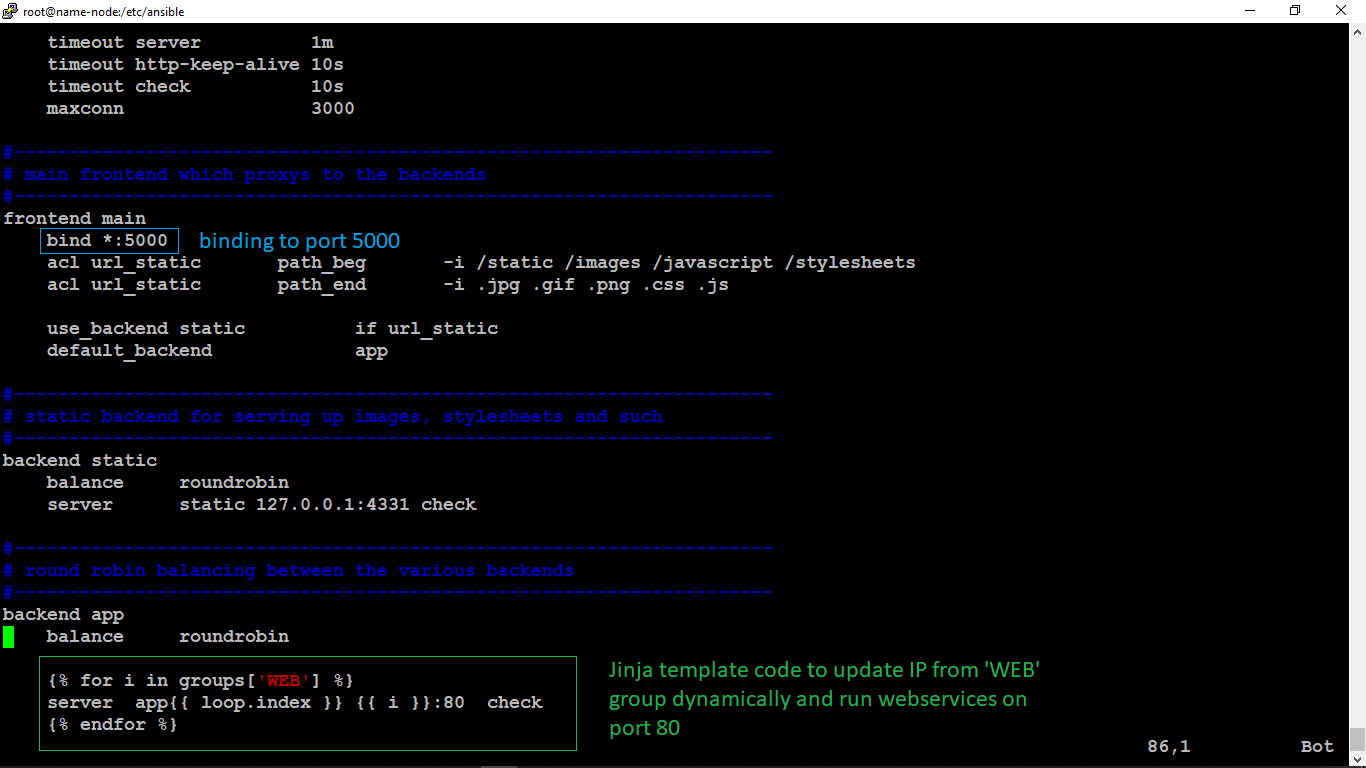 root@name-node:/etc/ansible
timeout server 1m
timeout http-keep-alive 10s
timeout check 10s
maxconn 3000
#---------------------------------------------------------------------
# main frontend which proxys to the backends
#---------------------------------------------------------------------
frontend main
bind *:5000 binding to port 5000
acl url_static path_beg -i /static /images /javascript /stylesheets
acl url_static path_end -i .jpg .gif .png .css .js
use_backend static if url_static
default_backend app
#---------------------------------------------------------------------
# static backend for serving up images, stylesheets and such
#---------------------------------------------------------------------
backend static
balance roundrobin
server static 127.0.0.1:4331 check
#---------------------------------------------------------------------
# round robin balancing between the various backends
#---------------------------------------------------------------------
backend app
balance roundrobin
{% for i in groups['WEB'] %}
server app{{ loop.index }} {{ i }}:80 check
{% endfor %}
Jinja template code to update IP from 'WEB'
group dynamically and run webservices on
port 80
86,1 Bot